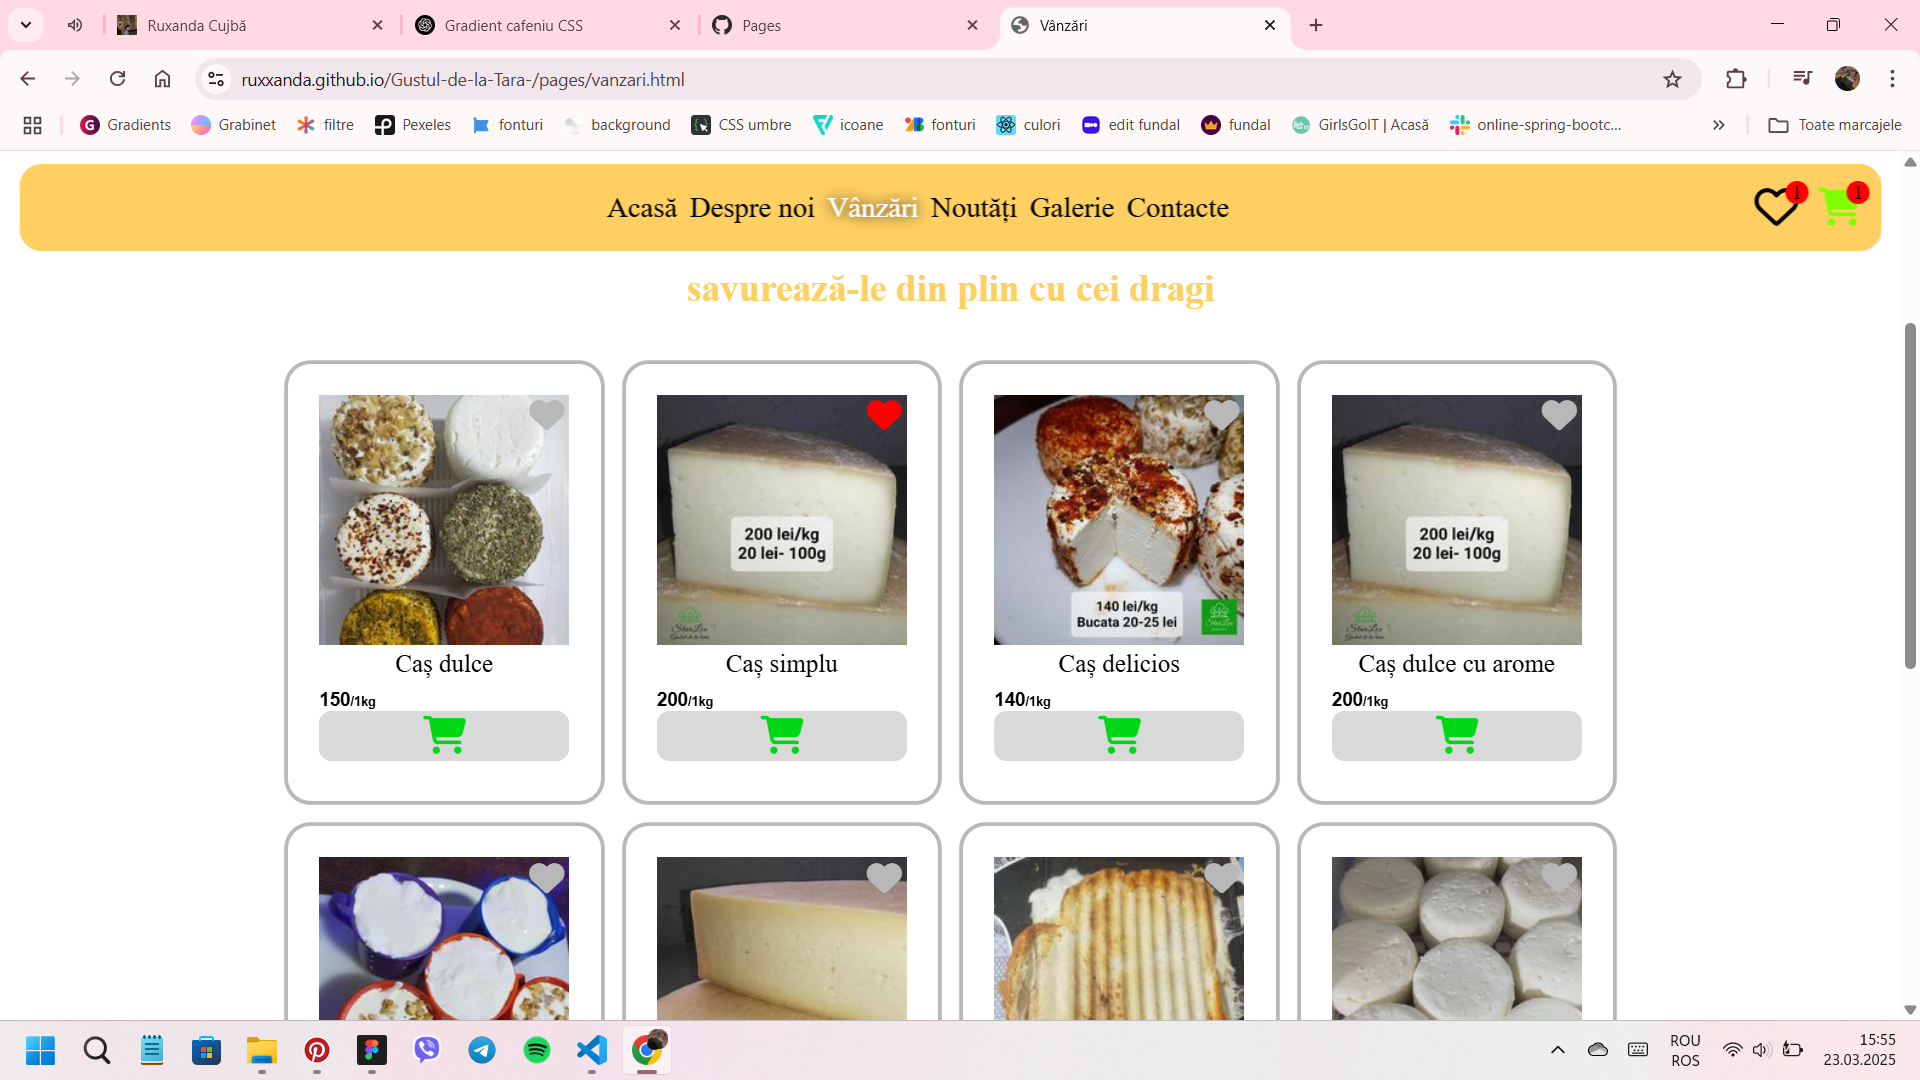 Ruxanda Cujbă
Gradient cafeniu CSS
Pages
Vânzări
ruxxanda.github.io/Gustul-de-la-Tara-/pages/vanzari.html
Gradients
Grabinet
filtre
Pexeles
fonturi
background
CSS umbre
icoane
fonturi
culori
edit fundal
fundal
GirlsGoIT | Acasă
online-spring-bootc...
Toate marcajele
Acasă Despre noi Vânzări Noutăți Galerie Contacte
1
1
savurează-le din plin cu cei dragi
Caș dulce
150/1kg
200 lei/kg
20 lei- 100g
Caș simplu
200/1kg
140 lei/kg
Bucata 20-25 lei
Caș delicios
140/1kg
200 lei/kg
20 lei- 100g
Caș dulce cu arome
200/1kg
ROU
ROS
15:55
23.03.2025